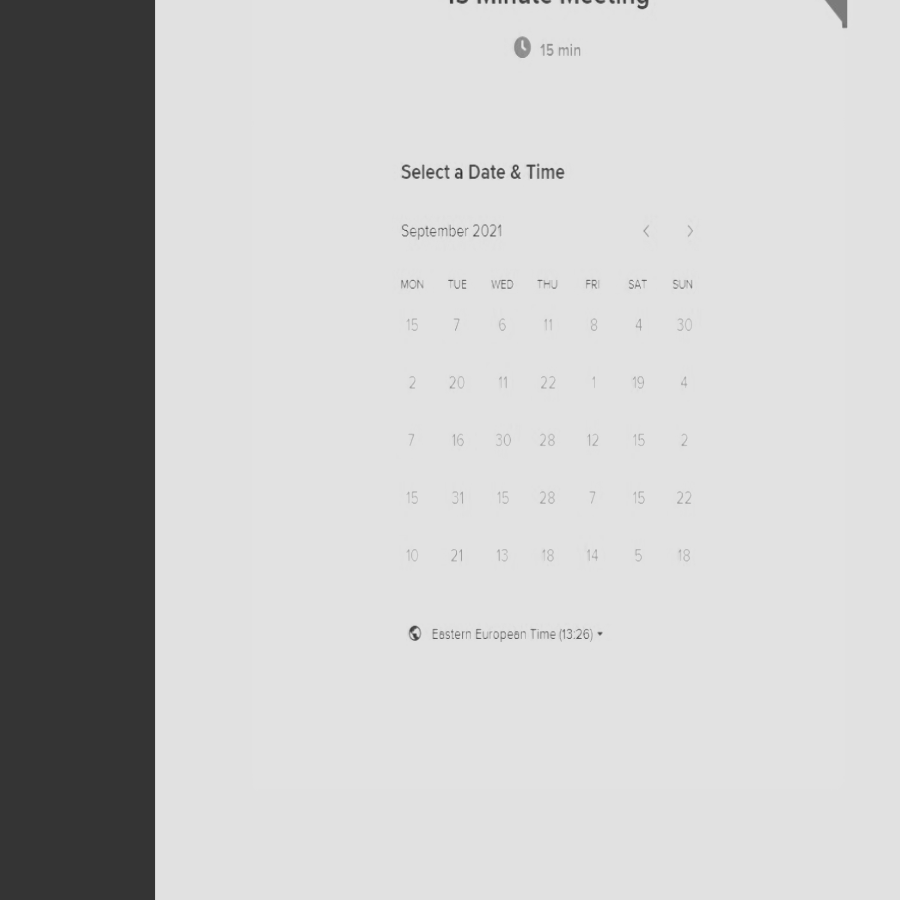 15 Minute Meeting
15 min
Select a Date & Time
September 2021
MON TUE WED THU FRI SAT SUN
15 7 6 11 8 4 30
2 20 11 22 1 19 4
7 16 30 28 12 15 2
15 31 15 28 7 15 22
10 21 13 18 14 5 18
Eastern European Time (13:26)